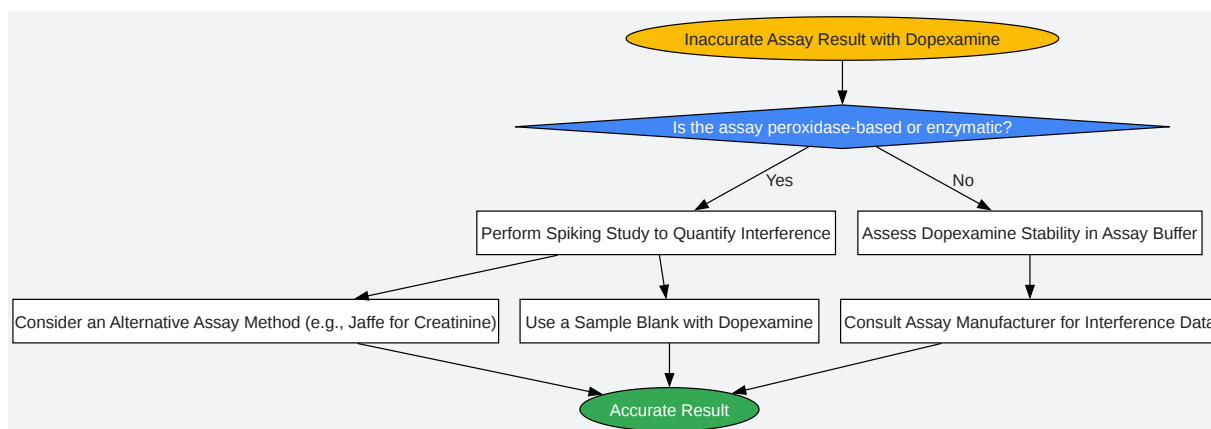 Inaccurate Assay Result with Dopexamine
Is the assay peroxidase-based or enzymatic?
Yes
No
Perform Spiking Study to Quantify Interference
Assess Dopexamine Stability in Assay Buffer
Consider an Alternative Assay Method (e.g., Jaffe for Creatinine)
Use a Sample Blank with Dopexamine
Consult Assay Manufacturer for Interference Data
Accurate Result